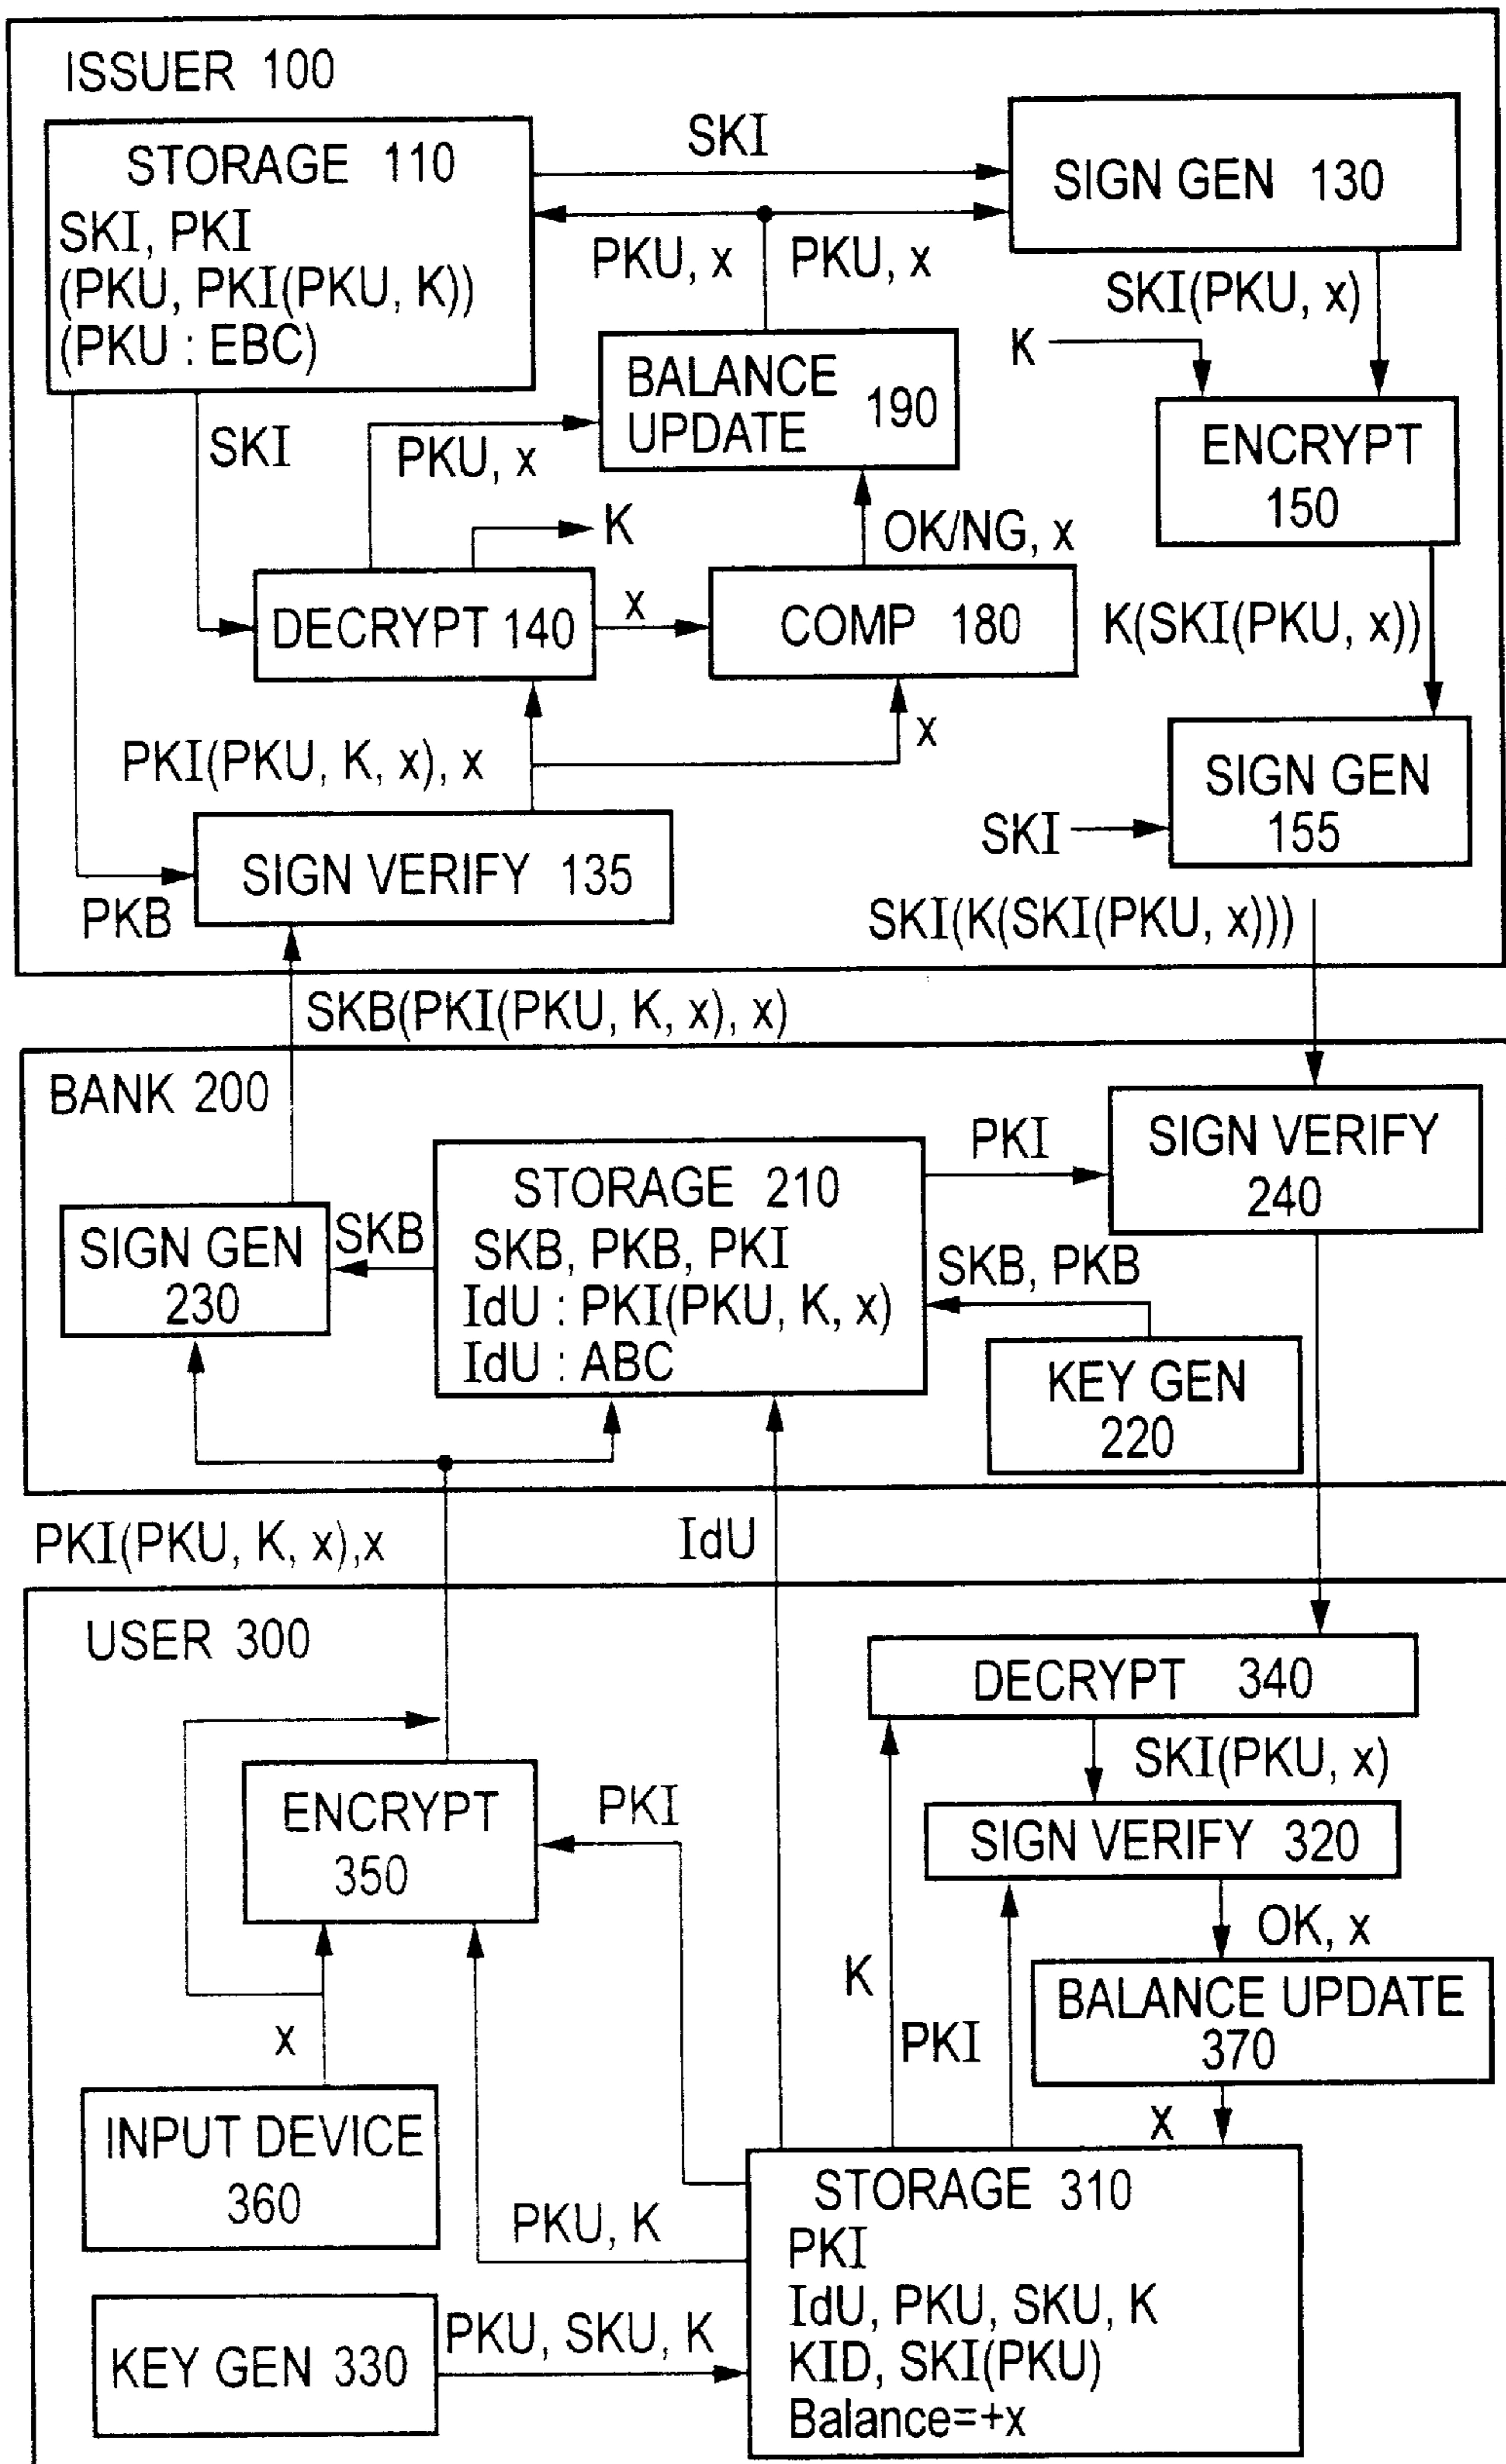 ISSUER 100
STORAGE 110
SKI, PKI
(PKU, PKI(PKU, K))
(PKU : EBC)
SKI
SIGN GEN 130
PKU, x
PKU, x
SKI(PKU, x)
K
BALANCE
UPDATE 190
ENCRYPT
150
SKI
PKU, x
K
OK/NG, x
DECRYPT 140
x
COMP 180
K(SKI(PKU, x))
PKI(PKU, K, x), x
x
SIGN GEN
155
SKI
SIGN VERIFY 135
PKB
SKI(K(SKI(PKU, x)))
SKB(PKI(PKU, K, x), x)
BANK 200
SIGN VERIFY
240
PKI
STORAGE 210
SKB, PKB, PKI
IdU : PKI(PKU, K, x)
IdU : ABC
SIGN GEN
230
SKB
SKB, PKB
KEY GEN
220
PKI(PKU, K, x),x
IdU
USER 300
DECRYPT 340
SKI(PKU, x)
ENCRYPT
350
PKI
SIGN VERIFY 320
OK, x
K
PKI
BALANCE UPDATE
370
x
x
INPUT DEVICE
360
PKU, K
STORAGE 310
PKI
IdU, PKU, SKU, K
KID, SKI(PKU)
Balance=+x
KEY GEN 330
PKU, SKU, K